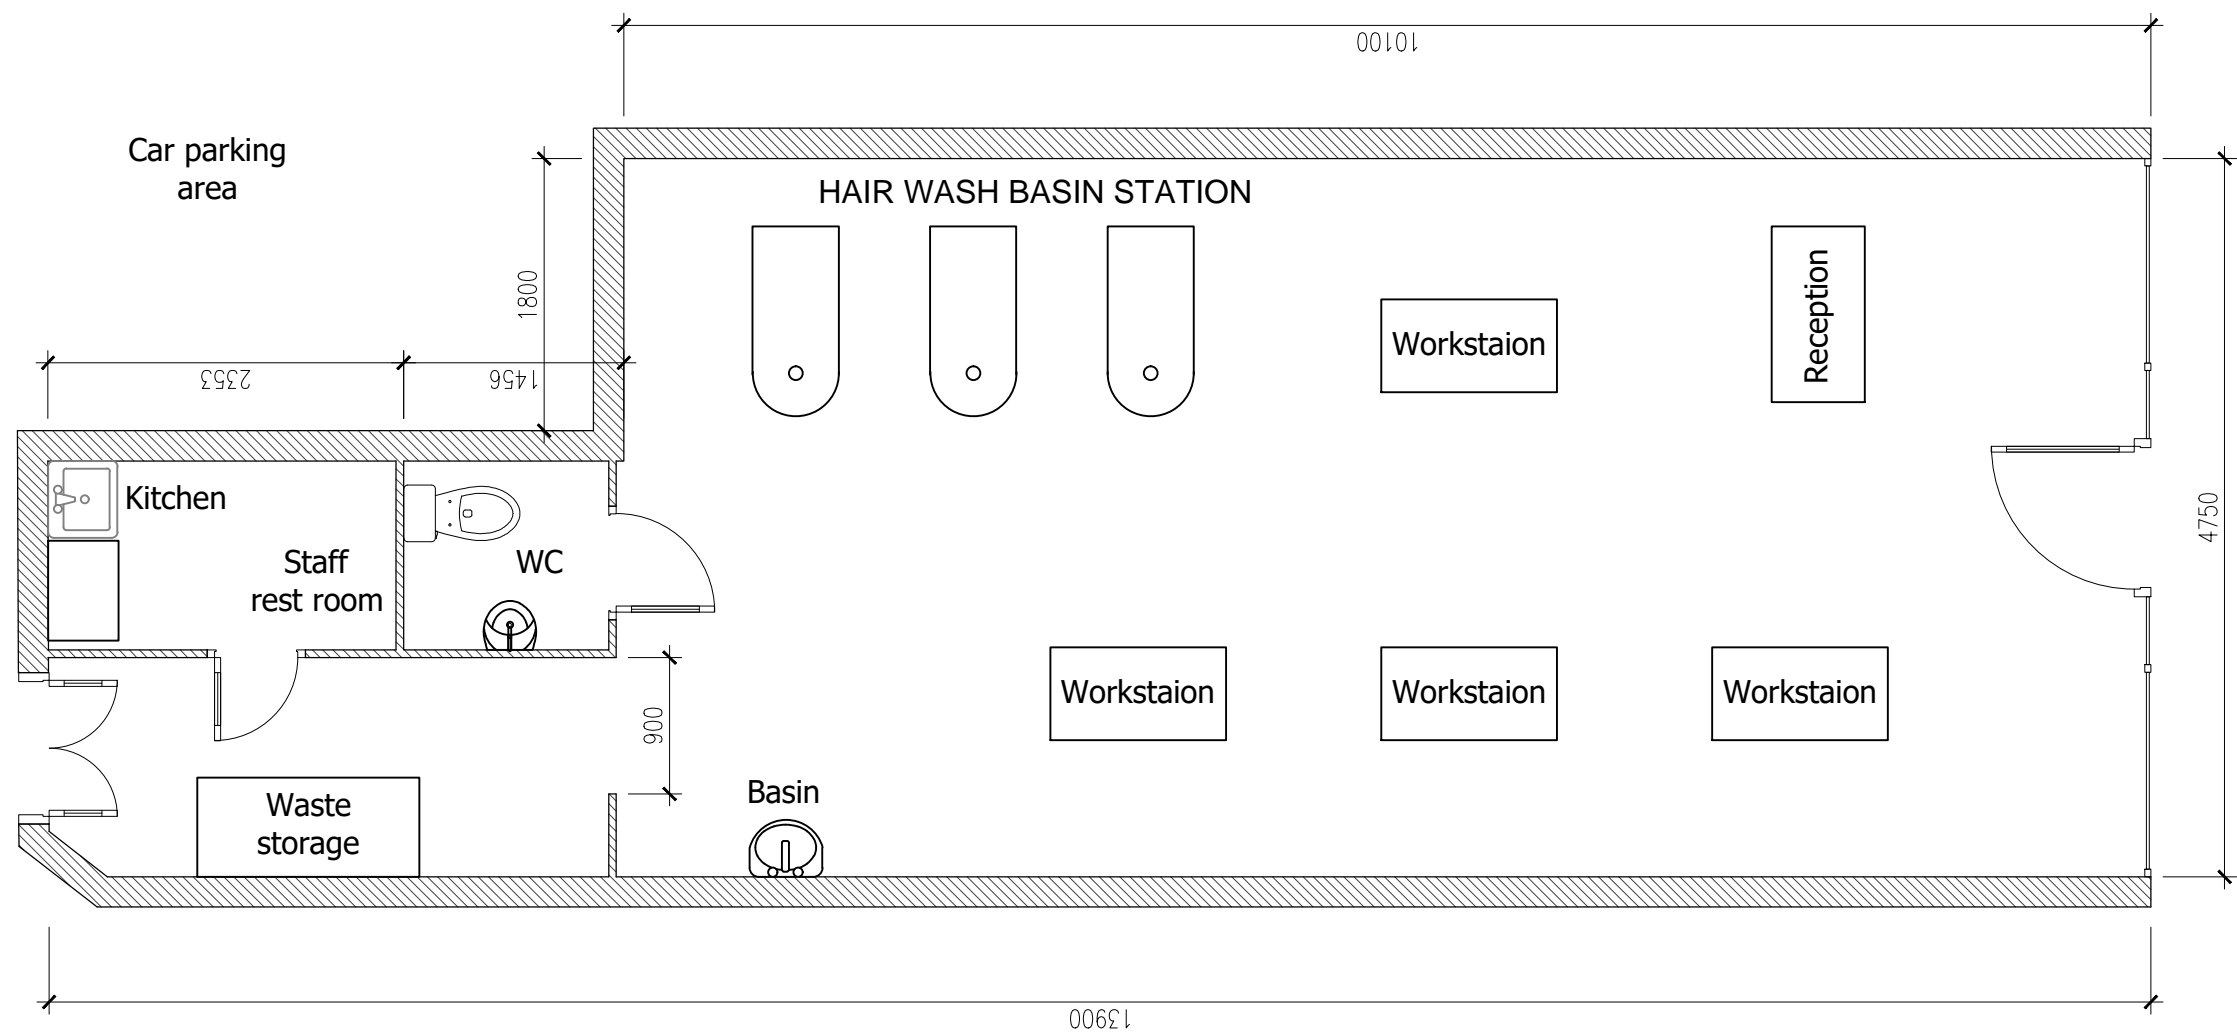 10100
Car parking
area
HAIR WASH BASIN STATION
1800
Reception
Workstaion
2353
1456
Kitchen
4750
Staff
rest room
WC
Workstaion
Workstaion
Workstaion
900
Basin
Waste
storage
13900